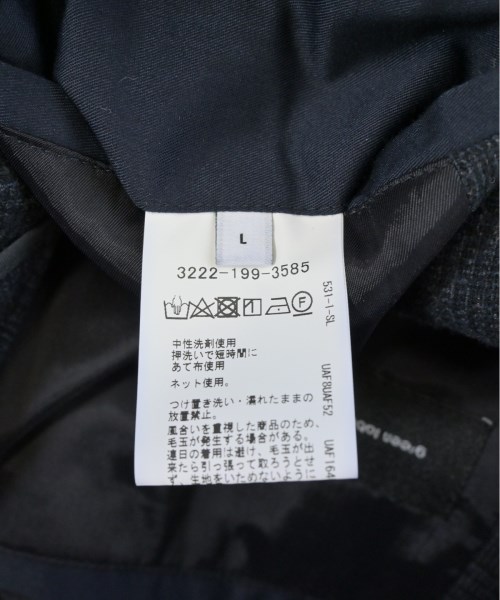 L
3222-199-3585
中性洗剤使用
押洗いで短時間に
あて布使用
ネット使用。
つけ置き洗い・濡れたままの
放置禁止。
風合いを重視した商品のため、
毛玉が発生する場合がある。
連日の着用は避け、毛玉が出
来たら引っ張って取ろうとせ
ず、生地をいためないように
531-1-SL
UAF8UAF52
UAF164
green lab